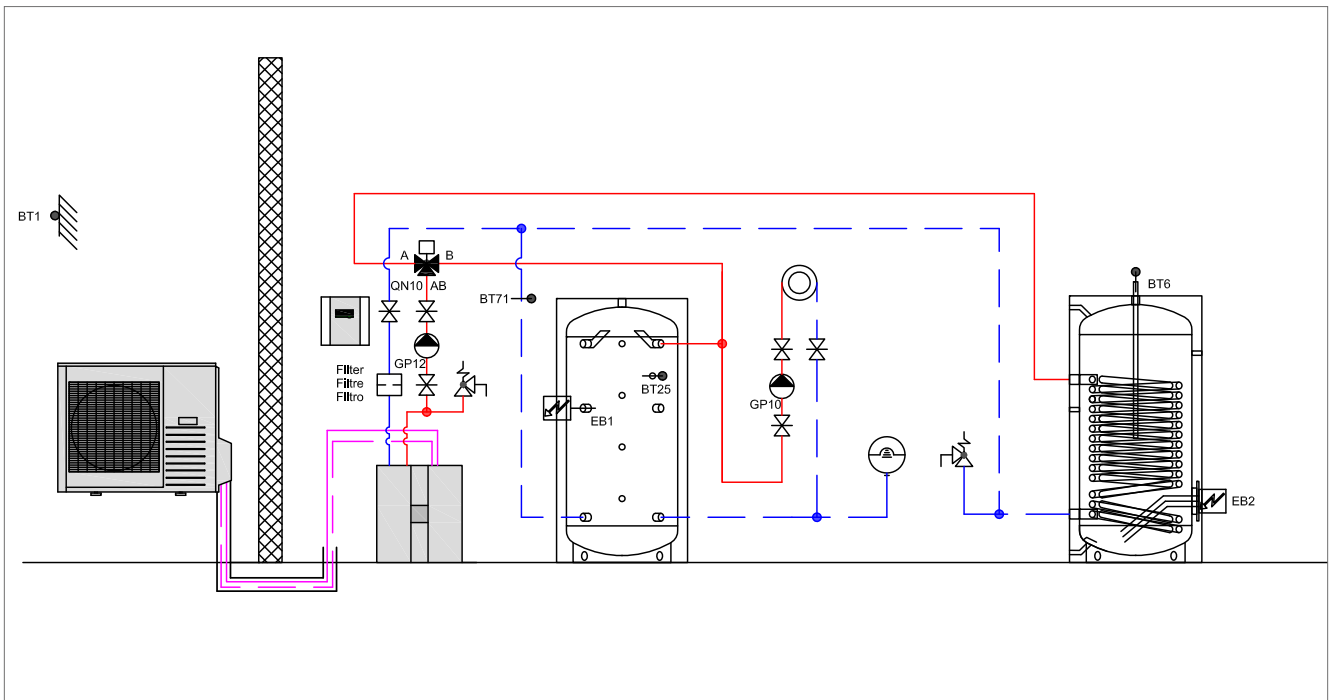 BT1
A
B
QN10
AB
BT71
BT6
GP12
FIlter
Filtre
Filtro
BT25
GP10
EB1
EB2